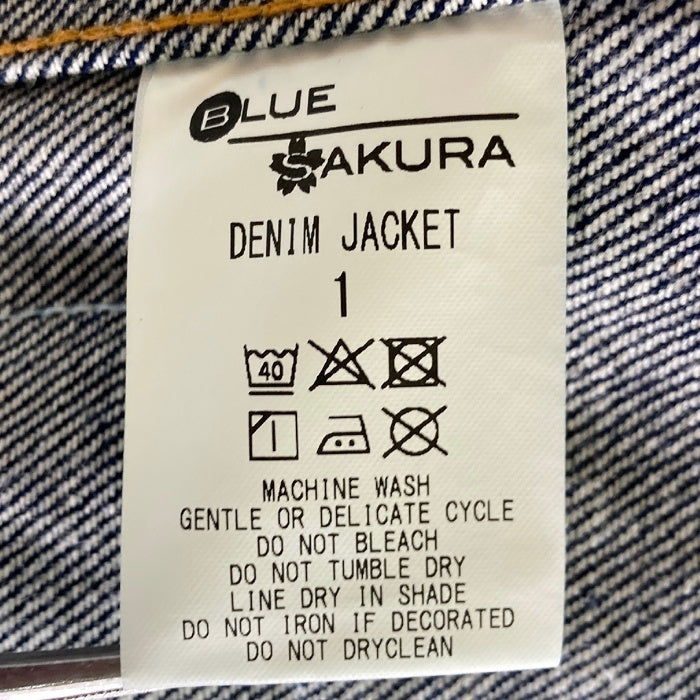 BLUE
SAKURA
DENIM JACKET
1
40
MACHINE WASH
GENTLE OR DELICATE CYCLE
DO NOT BLEACH
DO NOT TUMBLE DRY
LINE DRY IN SHADE
DO NOT IRON IF DECORATED
DO NOT DRYCLEAN